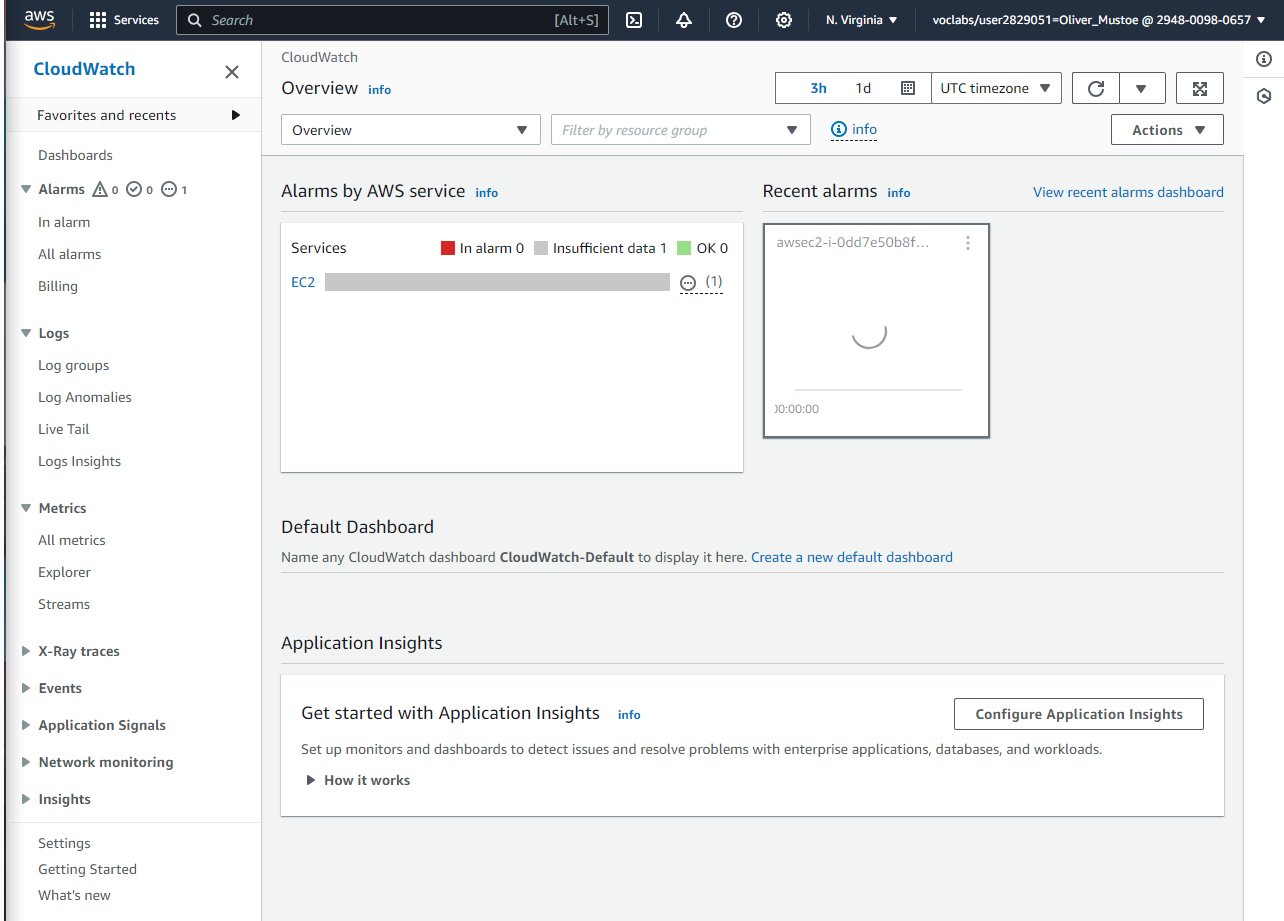 aws Services Search [Alt+S] N. Virginia voclabs/user2829051=Oliver_Mustoe @ 2948-0098-0657
CloudWatch
Favorites and recents
Dashboards
Alarms 0 0 1
In alarm
All alarms
Billing
Logs
Log groups
Log Anomalies
Live Tail
Logs Insights
Metrics
All metrics
Explorer
Streams
X-Ray traces
Events
Application Signals
Network monitoring
Insights
Settings
Getting Started
What's new
CloudWatch
Overview info
3h 1d UTC timezone
Overview Filter by resource group info Actions
Alarms by AWS service info
Services In alarm 0 Insufficient data 1 OK 0
EC2 (1)
Recent alarms info View recent alarms dashboard
awsec2-i-0dd7e50b8f...
00:00:00
Default Dashboard
Name any CloudWatch dashboard CloudWatch-Default to display it here. Create a new default dashboard
Application Insights
Get started with Application Insights info Configure Application Insights
Set up monitors and dashboards to detect issues and resolve problems with enterprise applications, databases, and workloads.
How it works